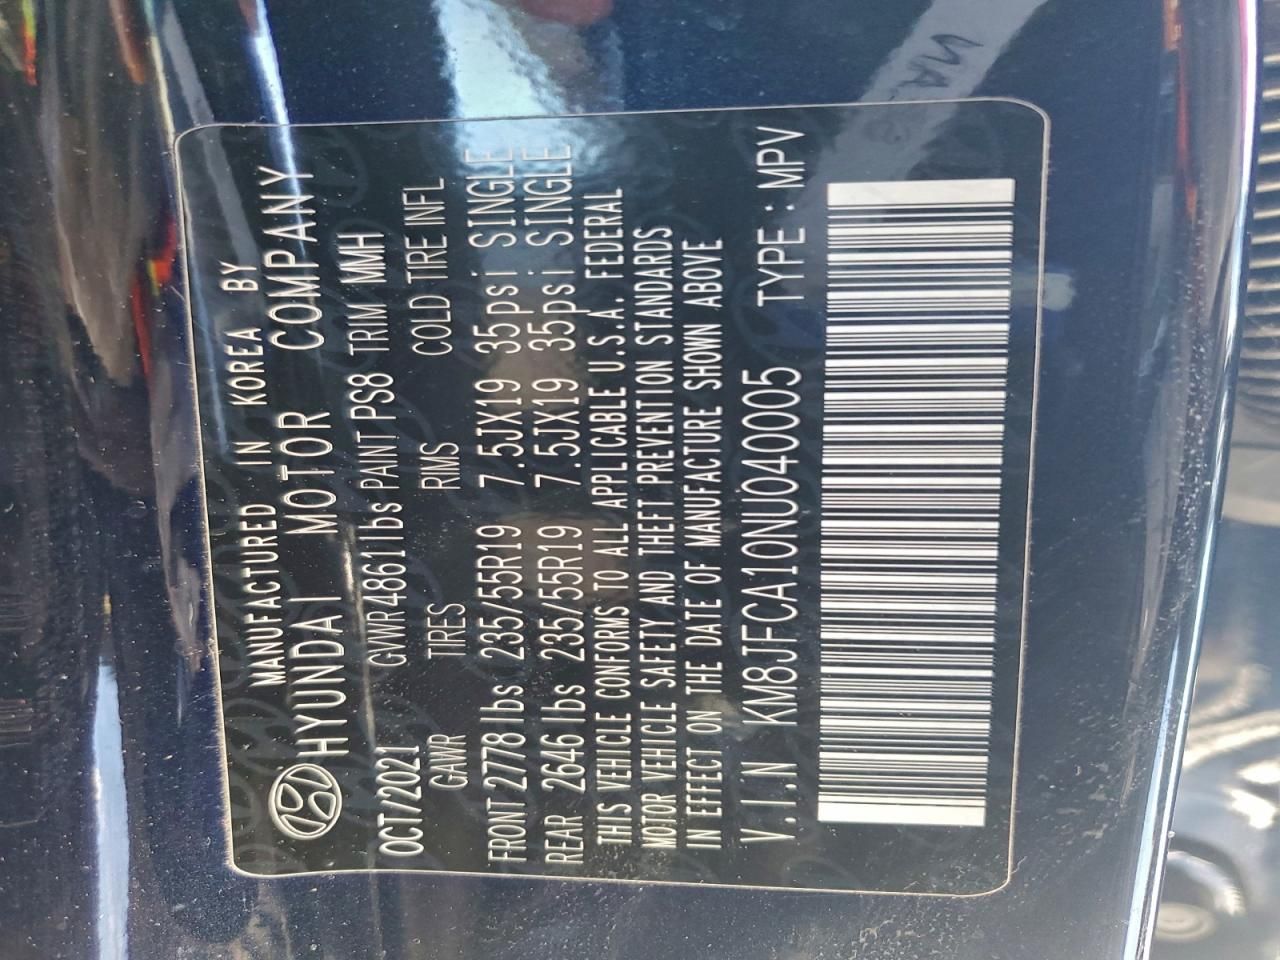 MANUFACTURED IN KOREA BY
HYUNDAI MOTOR COMPANY
OCT/2021 GVWR 4861 lbs PAINT PS8 TRIM MMH
GAWR TIRES RIMS COLD TIRE INFL
FRONT 2778 lbs 235/55R19 7.5JX19 35psi SINGLE
REAR 2646 lbs 235/55R19 7.5JX19 35psi SINGLE
THIS VEHICLE CONFORMS TO ALL APPLICABLE U.S.A. FEDERAL
MOTOR VEHICLE SAFETY AND THEFT PREVENTION STANDARDS
IN EFFECT ON THE DATE OF MANUFACTURE SHOWN ABOVE
V.I.N KM8JFCA10NU040005 TYPE : MPV